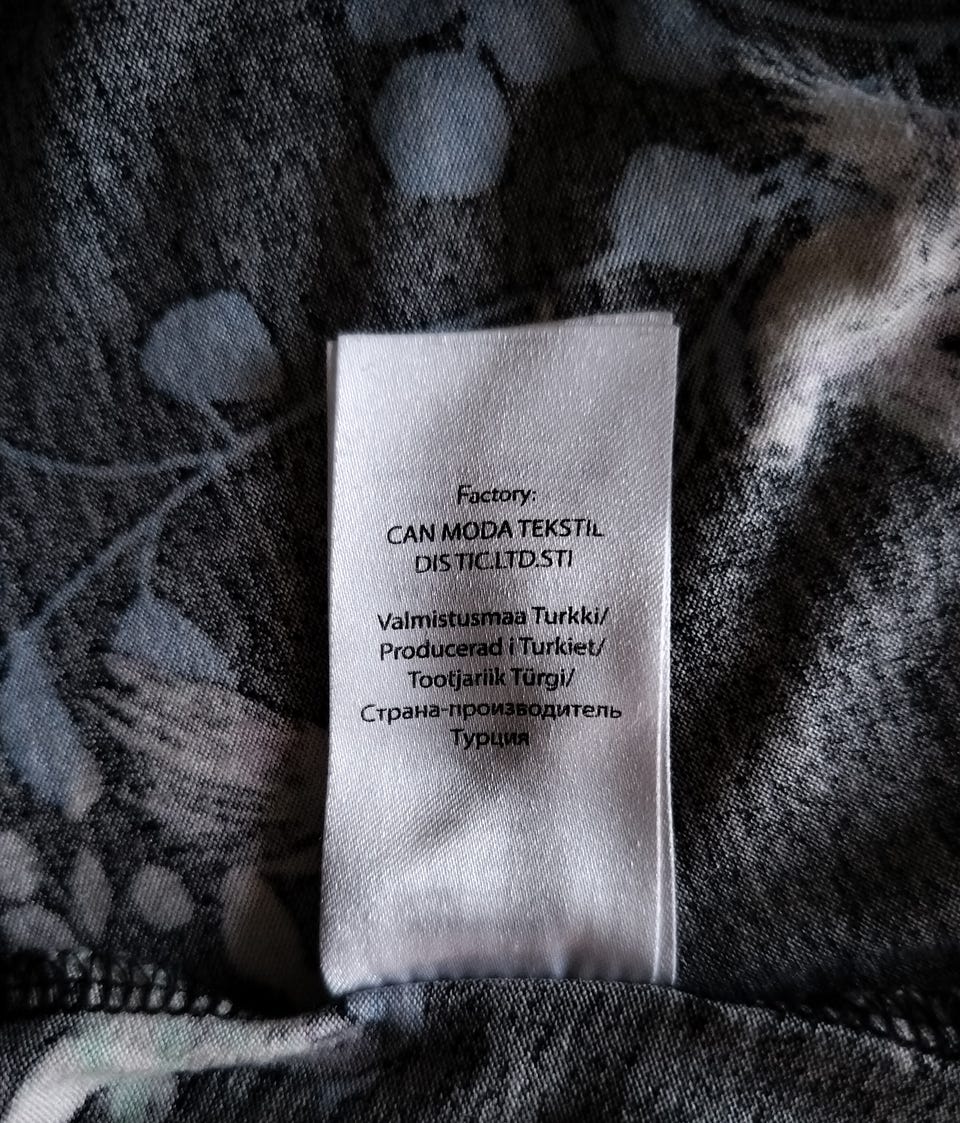 Factory:
CAN MODA TEKSTIL
DIS TIC.LTD.STI
Valmistusmaa Turkki/
Producerad i Turkiet/
Tootjariik Türgi/
Страна-производитель
Турция